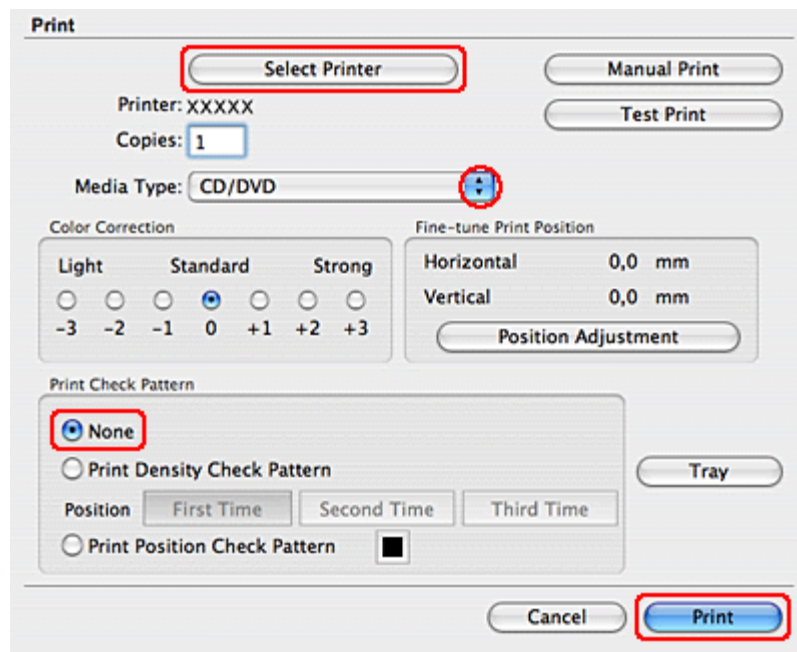 Print
Select Printer
Manual Print
Printer: XXXXX
Test Print
Copies: 1
Media Type: CD/DVD
Color Correction
Fine-tune Print Position
Light Standard Strong
Horizontal 0,0 mm
Vertical 0,0 mm
-3 -2 -1 0 +1 +2 +3
Position Adjustment
Print Check Pattern
None
Print Density Check Pattern
Tray
Position First Time Second Time Third Time
Print Position Check Pattern
Cancel Print